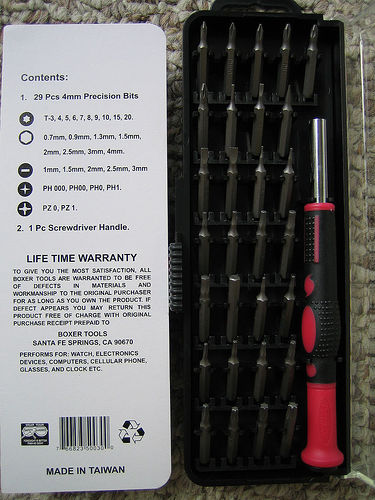 Contents:
1. 29 Pcs 4mm Precision Bits
T-3, 4, 5, 6, 7, 8, 9, 10, 15, 20.
0.7mm, 0.9mm, 1.3mm, 1.5mm,
2mm, 2.5mm, 3mm, 4mm.
1mm, 1.5mm, 2mm, 2.5mm, 3mm
PH 000, PH00, PH0, PH1.
PZ 0, PZ 1.
2. 1 Pc Screwdriver Handle.
LIFE TIME WARRANTY
TO GIVE YOU THE MOST SATISFACTION, ALL
BOXER TOOLS ARE WARRANTED TO BE FREE
OF DEFECTS IN MATERIALS AND
WORKMANSHIP TO THE ORIGINAL PURCHASER
FOR AS LONG AS YOU OWN THE PRODUCT. IF
DEFECT APPEARS YOU MAY RETURN THIS
PRODUCT FREE OF CHARGE WITH ORIGINAL
PURCHASE RECEIPT PREPAID TO
BOXER TOOLS
SANTA FE SPRINGS, CA 90670
PERFORMS FOR: WATCH, ELECTRONICS
DEVICES, COMPUTERS, CELLULAR PHONE,
GLASSES, AND CLOCK ETC.
7 66823 50030 0
MADE IN TAIWAN